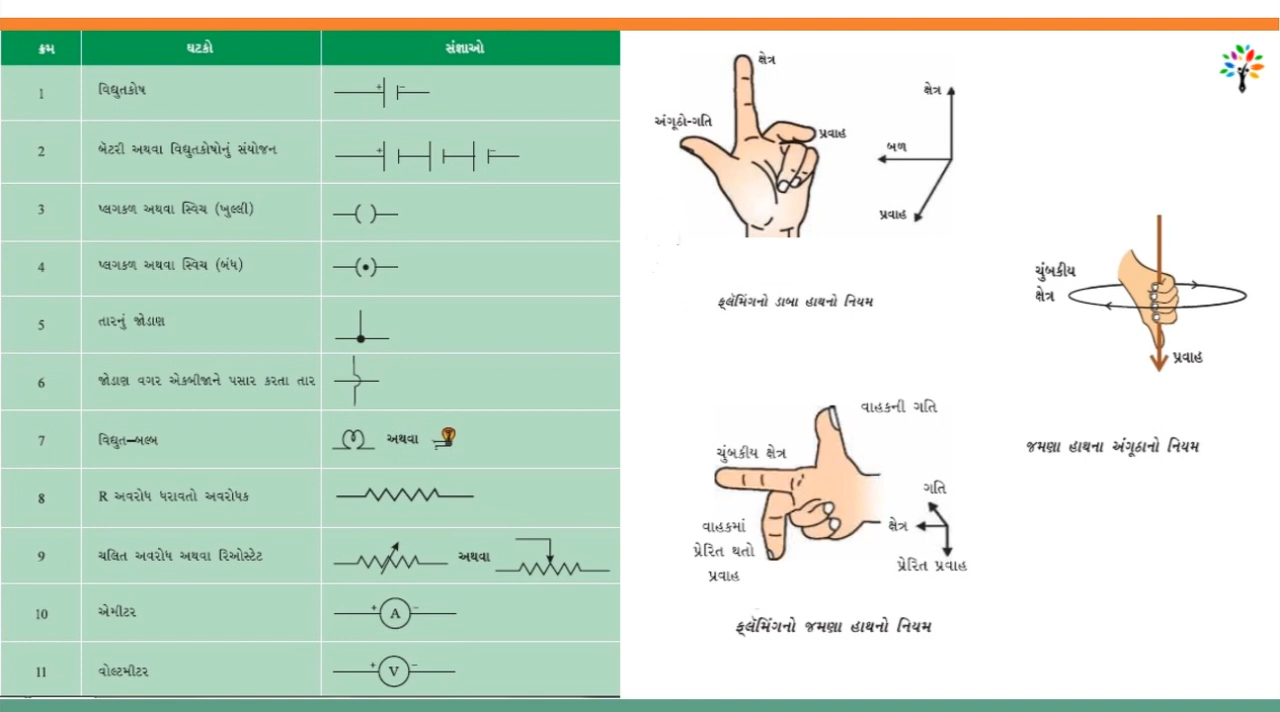 ક્રમ ઘટકો સંજ્ઞાઓ
1 વિદ્યુતકોષ + −
2 બેટરી અથવા વિદ્યુતકોષોનું સંયોજન + −
3 પ્લગકળ અથવા સ્વિચ (ખુલ્લી)
4 પ્લગકળ અથવા સ્વિચ (બંધ)
5 તારનું જોડાણ
6 જોડાણ વગર એકબીજાને પસાર કરતા તાર
7 વિદ્યુત−બલ્બ અથવા
8 R અવરોધ ધરાવતો અવરોધક
9 ચલિત અવરોધ અથવા રિઓસ્ટેટ અથવા
10 એમીટર + A −
11 વોલ્ટમીટર + V −
ક્ષેત્ર
અંગૂઠો-ગતિ
પ્રવાહ
ક્ષેત્ર
બળ
પ્રવાહ
ફ્લૅમિંગનો ડાબા હાથનો નિયમ
ચુંબકીય
ક્ષેત્ર
પ્રવાહ
જમણા હાથના અંગૂઠાનો નિયમ
વાહકની ગતિ
ચુંબકીય ક્ષેત્ર
વાહકમાં
પ્રેરિત થતો
પ્રવાહ
ગતિ
ક્ષેત્ર
પ્રેરિત પ્રવાહ
ફ્લૅમિંગનો જમણા હાથનો નિયમ